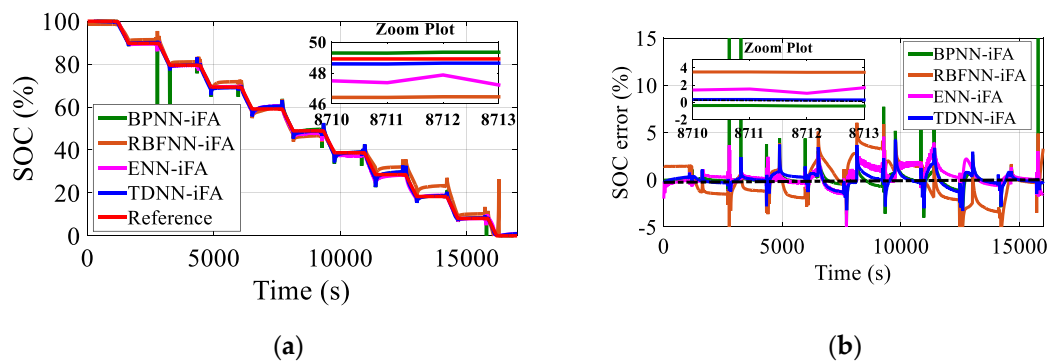 100
80
60
40
20
0
SOC (%)
Zoom Plot
50
48
46
8710 8711 8712 8713
BPNN-iFA
RBFNN-iFA
ENN-iFA
TDNN-iFA
Reference
0 5000 10000 15000
Time (s)
(a)
15
10
5
0
-5
SOC error (%)
Zoom Plot
4
2
0
-2
8710 8711 8712 8713
BPNN-iFA
RBFNN-iFA
ENN-iFA
TDNN-iFA
0 5000 10000 15000
Time (s)
(b)